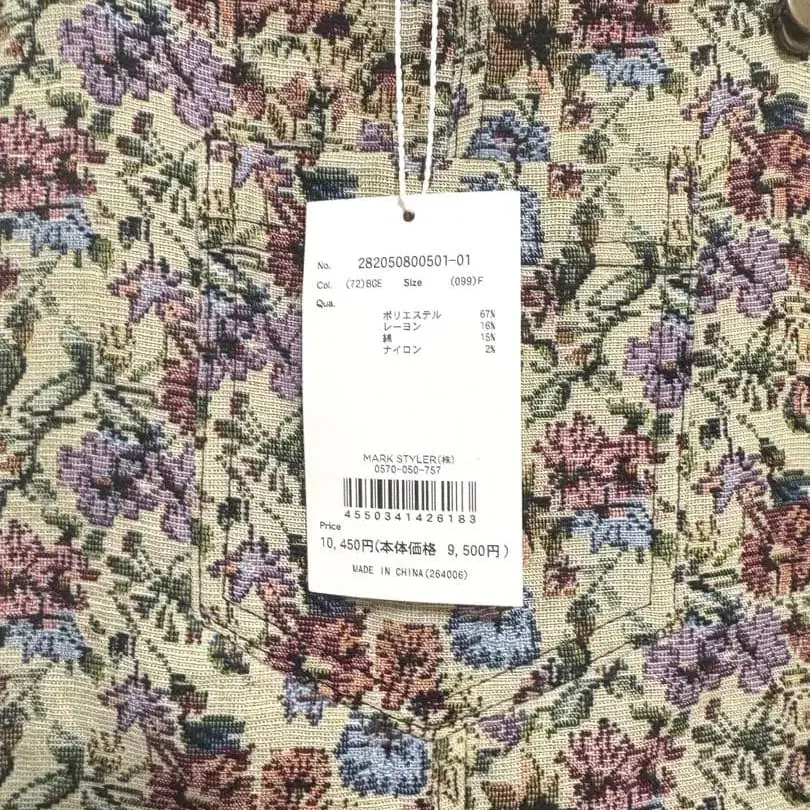 No. 282050800501-01
Col. (72)BGE Size (099)F
Qua.
ポリエステル 67%
レーヨン 16%
綿 15%
ナイロン 2%
MARK STYLER(株)
0570-050-757
4550341426183
Price
10,450円(本体価格 9,500円)
MADE IN CHINA(264006)